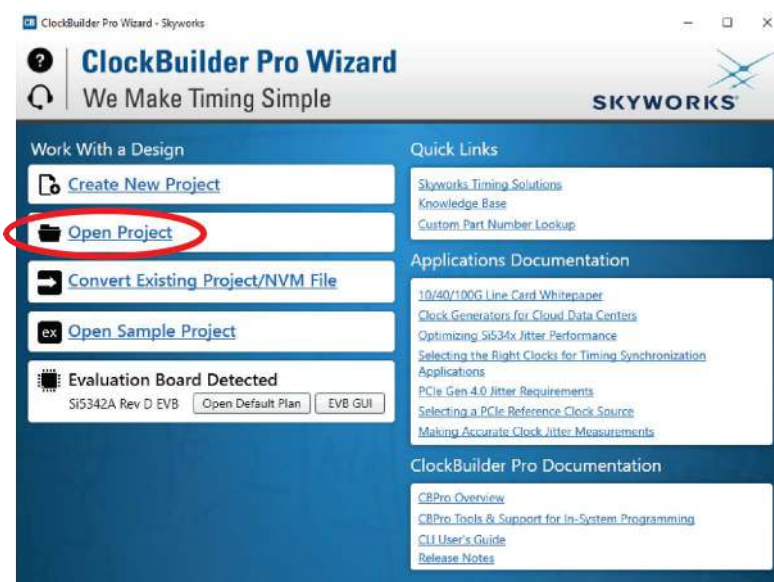 CB ClockBuilder Pro Wizard - Skyworks
? ClockBuilder Pro Wizard
We Make Timing Simple
SKYWORKS
Work With a Design
Create New Project
Open Project
Convert Existing Project/NVM File
ex Open Sample Project
Evaluation Board Detected
Si5342A Rev D EVB Open Default Plan EVB GUI
Quick Links
Skyworks Timing Solutions
Knowledge Base
Custom Part Number Lookup
Applications Documentation
10/40/100G Line Card Whitepaper
Clock Generators for Cloud Data Centers
Optimizing Si534x Jitter Performance
Selecting the Right Clocks for Timing Synchronization
Applications
PCIe Gen 4.0 Jitter Requirements
Selecting a PCIe Reference Clock Source
Making Accurate Clock Jitter Measurements
ClockBuilder Pro Documentation
CBPro Overview
CBPro Tools & Support for In-System Programming
CLI User's Guide
Release Notes